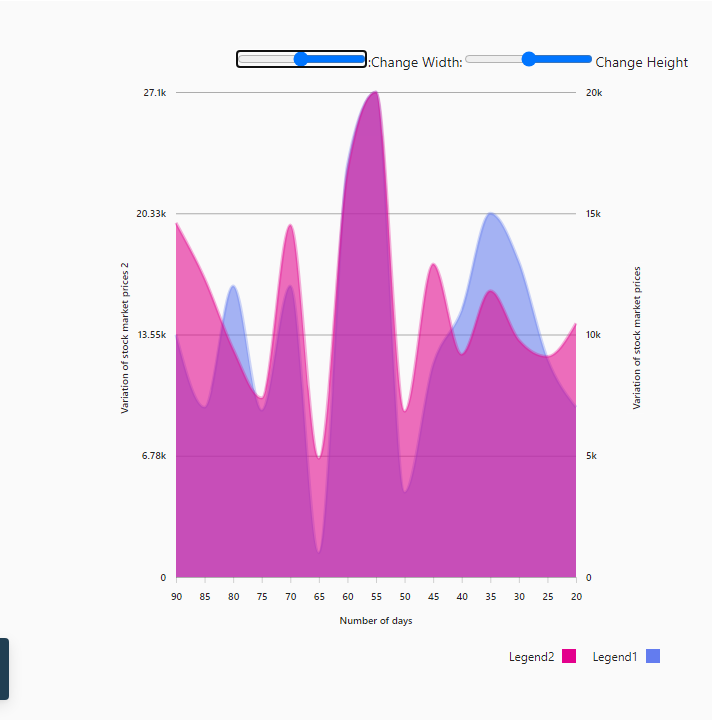 :Change Width: Change Height
27.1k
20.33k
13.55k
6.78k
0
Variation of stock market prices 2
20k
15k
10k
5k
0
Variation of stock market prices
90 85 80 75 70 65 60 55 50 45 40 35 30 25 20
Number of days
Legend2 Legend1